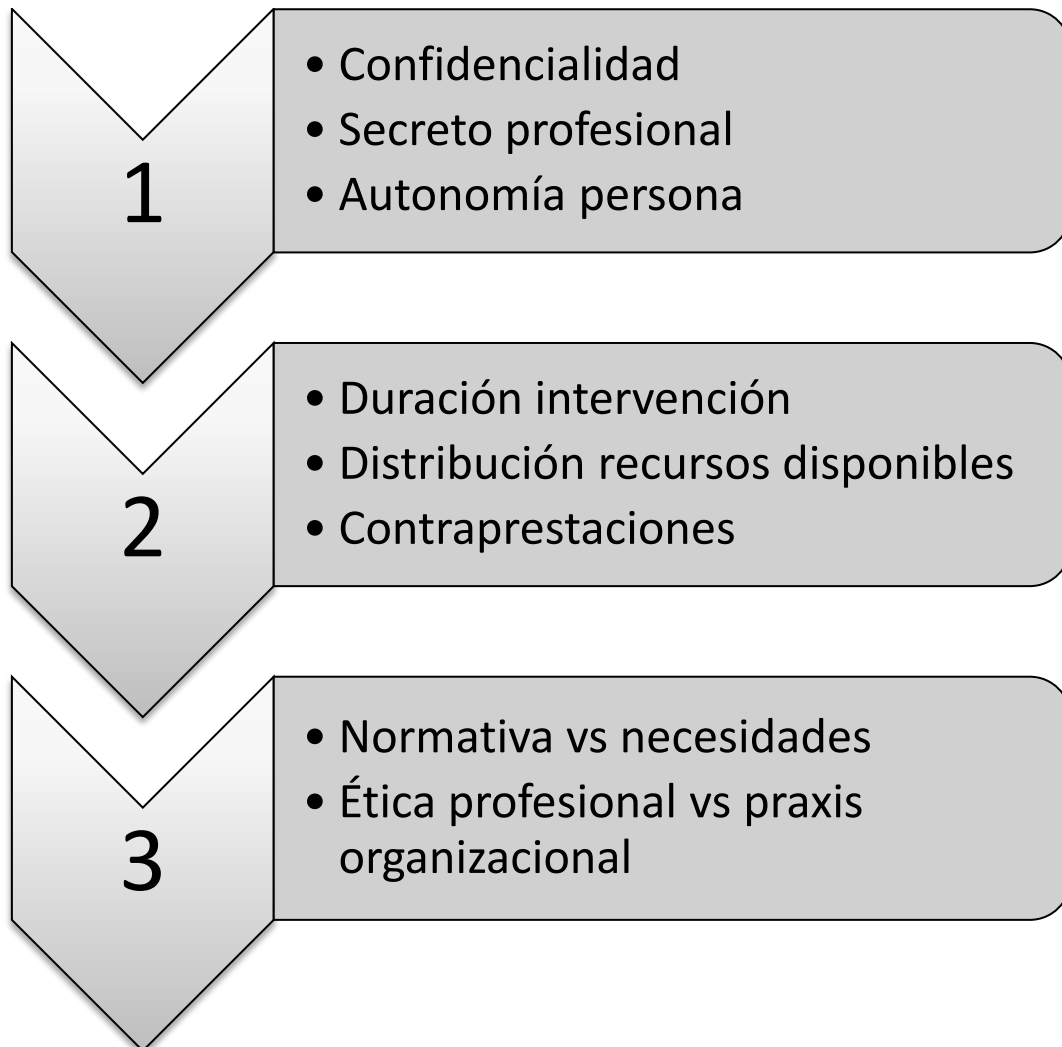 1
• Confidencialidad
• Secreto profesional
• Autonomía persona
2
• Duración intervención
• Distribución recursos disponibles
• Contraprestaciones
3
• Normativa vs necesidades
• Ética profesional vs praxis
organizacional